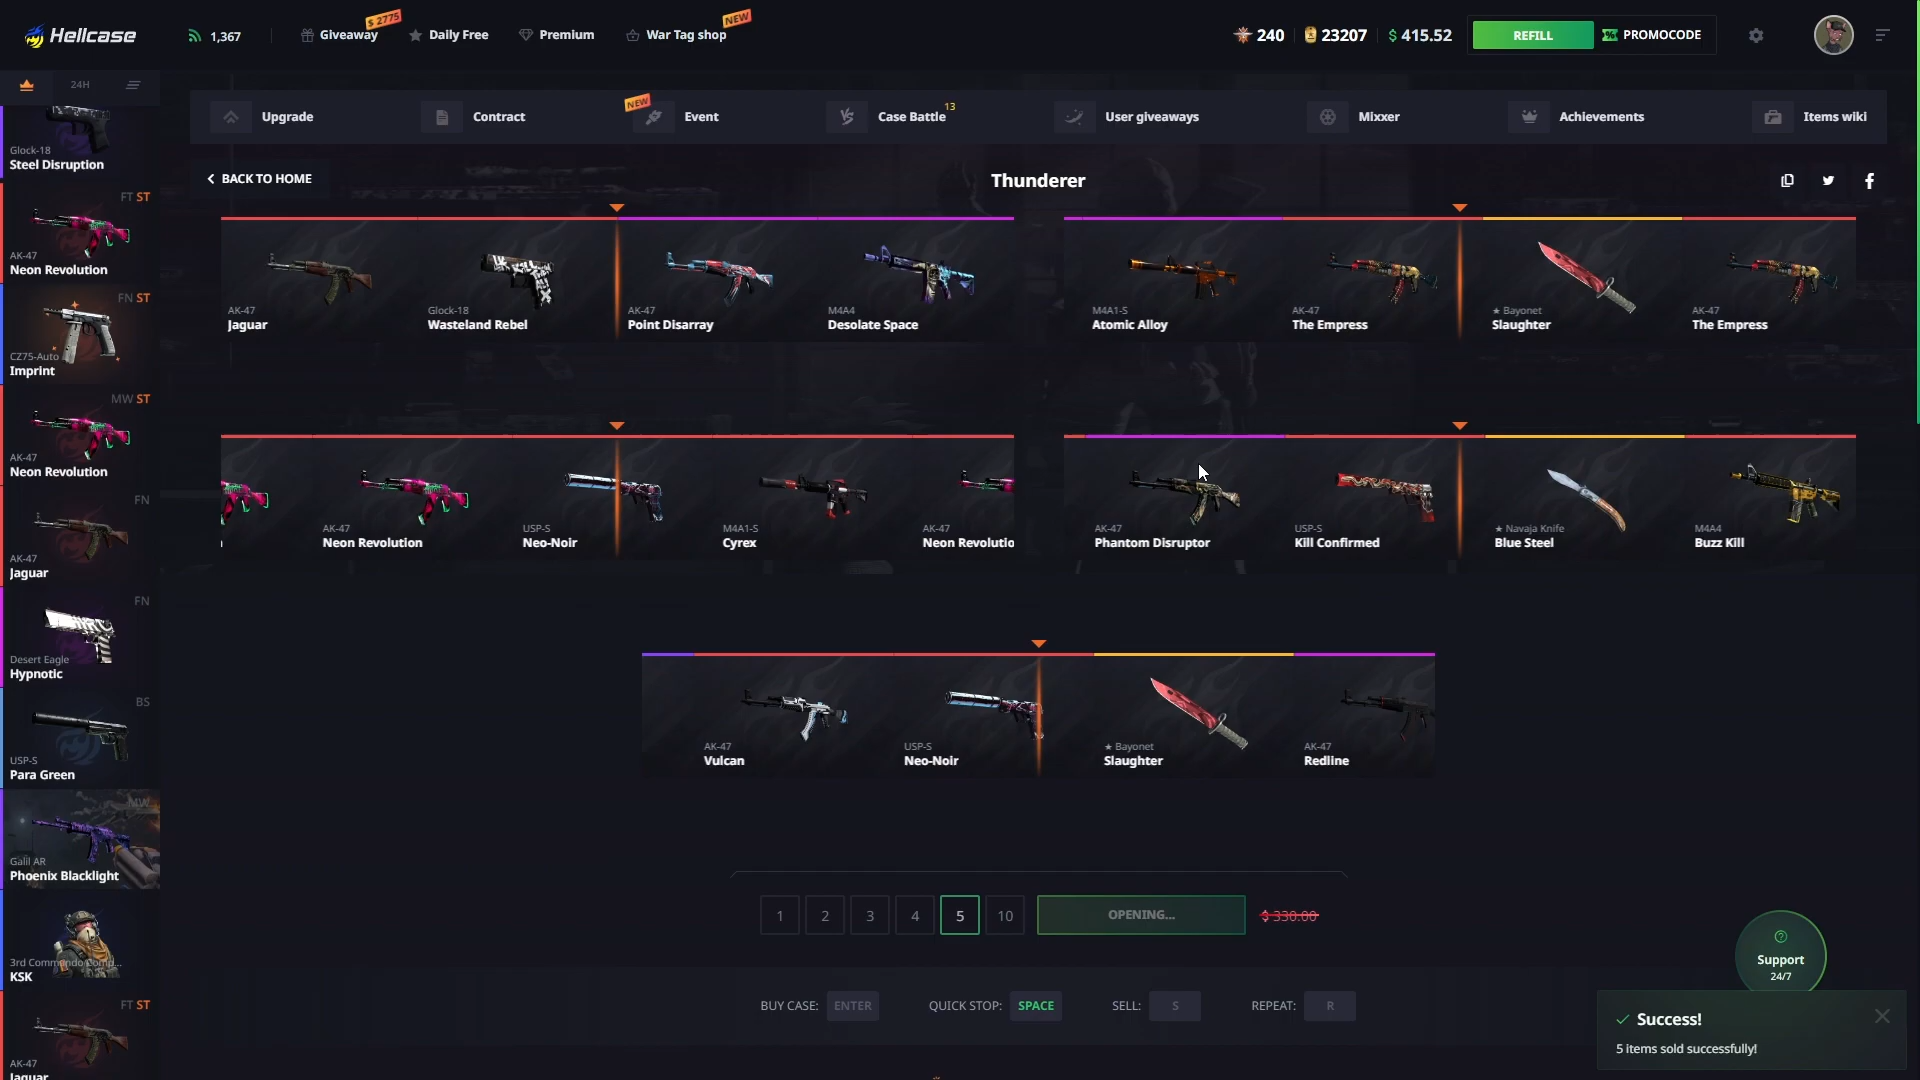 Hellcase
1,367
Giveaway
$ 2775
Daily Free
Premium
War Tag shop
NEW
240
23207
$ 415.52
REFILL
PROMOCODE
24H
Upgrade
Contract
NEW
Event
Case Battle
13
User giveaways
Mixxer
Achievements
Items wiki
BACK TO HOME
Thunderer
Glock-18
Steel Disruption
FT ST
AK-47
Neon Revolution
FN ST
CZ75-Auto
Imprint
MW ST
AK-47
Neon Revolution
FN
AK-47
Jaguar
FN
Desert Eagle
Hypnotic
BS
USP-S
Para Green
MW
Galil AR
Phoenix Blacklight
3rd Commando Comp...
KSK
FT ST
AK-47
Jaguar
AK-47
Jaguar
Glock-18
Wasteland Rebel
AK-47
Point Disarray
M4A4
Desolate Space
M4A1-S
Atomic Alloy
AK-47
The Empress
★ Bayonet
Slaughter
AK-47
The Empress
AK-47
Neon Revolution
USP-S
Neo-Noir
M4A1-S
Cyrex
AK-47
Neon Revolutio
AK-47
Phantom Disruptor
USP-S
Kill Confirmed
★ Navaja Knife
Blue Steel
M4A4
Buzz Kill
AK-47
Vulcan
USP-S
Neo-Noir
★ Bayonet
Slaughter
AK-47
Redline
1 2 3 4 5 10 OPENING... $ 330.00
BUY CASE: ENTER QUICK STOP: SPACE SELL: S REPEAT: R
Support
24/7
Success!
5 items sold successfully!